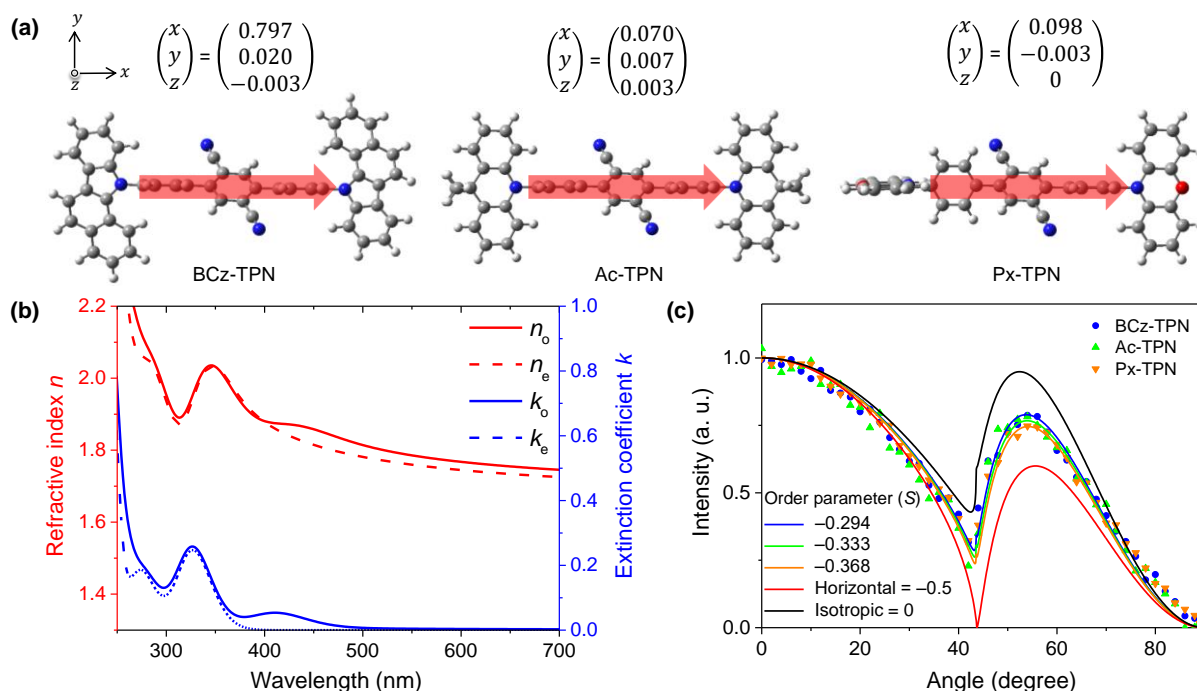 (a)
y
z
x
(x y z) = (0.797 0.020 −0.003)
(x y z) = (0.070 0.007 0.003)
(x y z) = (0.098 −0.003 0)
BCz-TPN
Ac-TPN
Px-TPN
(b)
2.2
2.0
1.8
1.6
1.4
Refractive index n
1.0
0.8
0.6
0.4
0.2
0.0
Extinction coefficient k
n_o
n_e
k_o
k_e
300 400 500 600 700
Wavelength (nm)
(c)
BCz-TPN
Ac-TPN
Px-TPN
1.0
0.5
0.0
Intensity (a. u.)
Order parameter (S)
−0.294
−0.333
−0.368
Horizontal = −0.5
Isotropic = 0
0 20 40 60 80
Angle (degree)